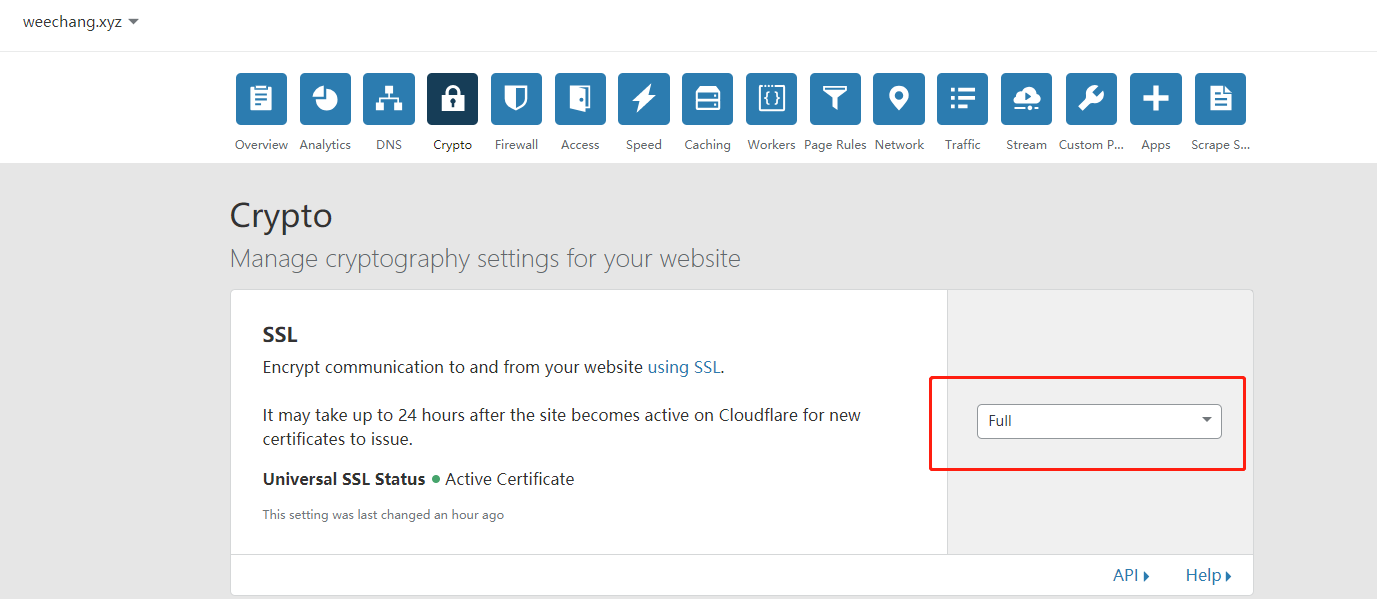 weechang.xyz
Overview Analytics DNS Crypto Firewall Access Speed Caching Workers Page Rules Network Traffic Stream Custom P... Apps Scrape S...
Crypto
Manage cryptography settings for your website
SSL
Encrypt communication to and from your website using SSL.
It may take up to 24 hours after the site becomes active on Cloudflare for new
certificates to issue.
Full
Universal SSL Status Active Certificate
This setting was last changed an hour ago
API Help